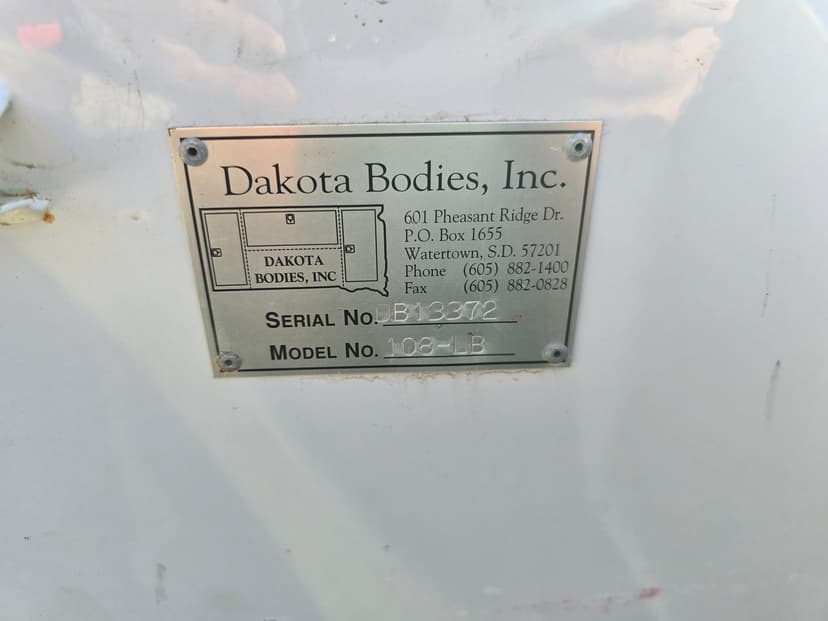 Dakota Bodies, Inc.
DAKOTA
BODIES, INC
601 Pheasant Ridge Dr.
P.O. Box 1655
Watertown, S.D. 57201
Phone (605) 882-1400
Fax (605) 882-0828
SERIAL NO. DB13372
MODEL NO. 108-LB